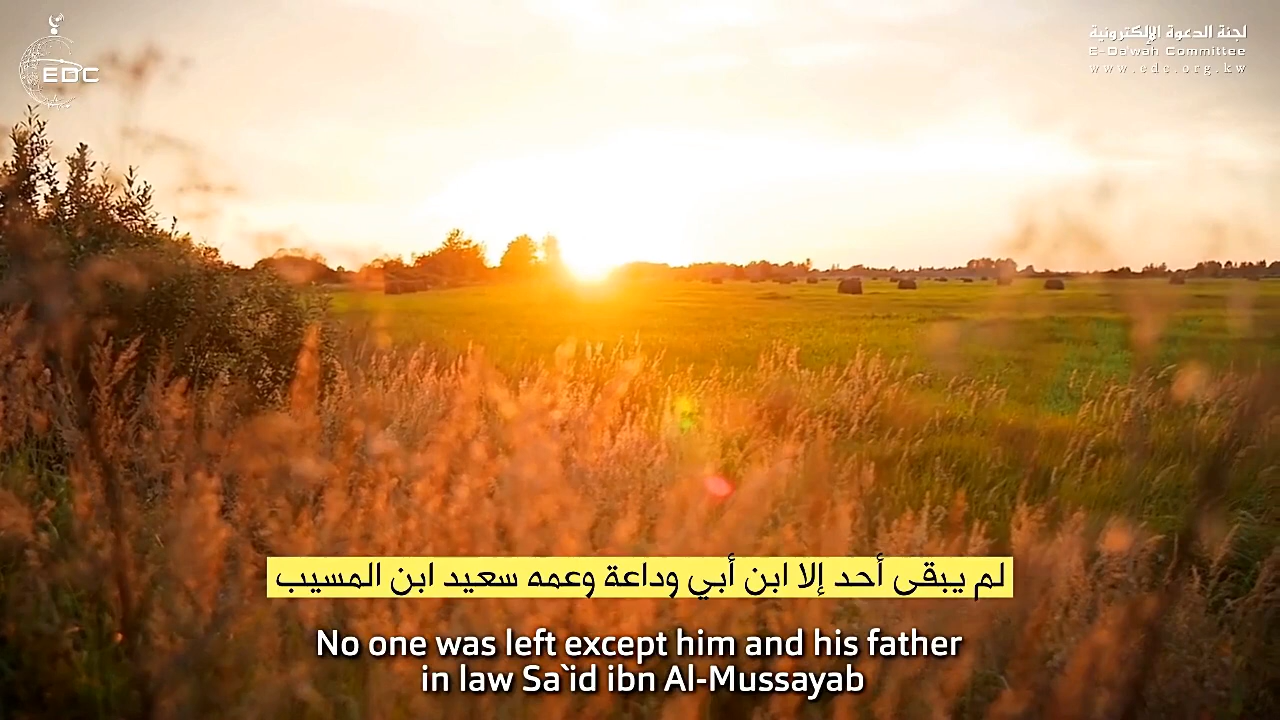 EDC
لجنة الدعوة الإلكترونية
E-Da'wah Committee
www.edc.org.kw
لم يبقى أحد إلا ابن أبي وداعة وعمه سعيد ابن المسيب
No one was left except him and his father
in law Sa`id ibn Al-Mussayab